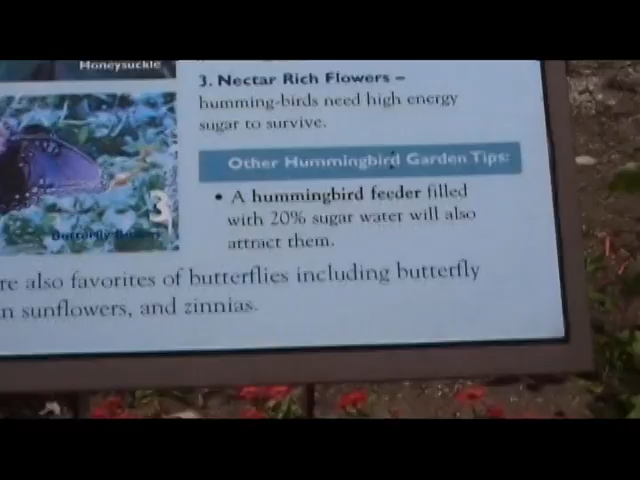 Honeysuckle
3. Nectar Rich Flowers –
humming-birds need high energy
sugar to survive.
Other Hummingbird Garden Tips:
• A hummingbird feeder filled
with 20% sugar water will also
attract them.
3
Butterfly
re also favorites of butterflies including butterfly
n sunflowers, and zinnias.